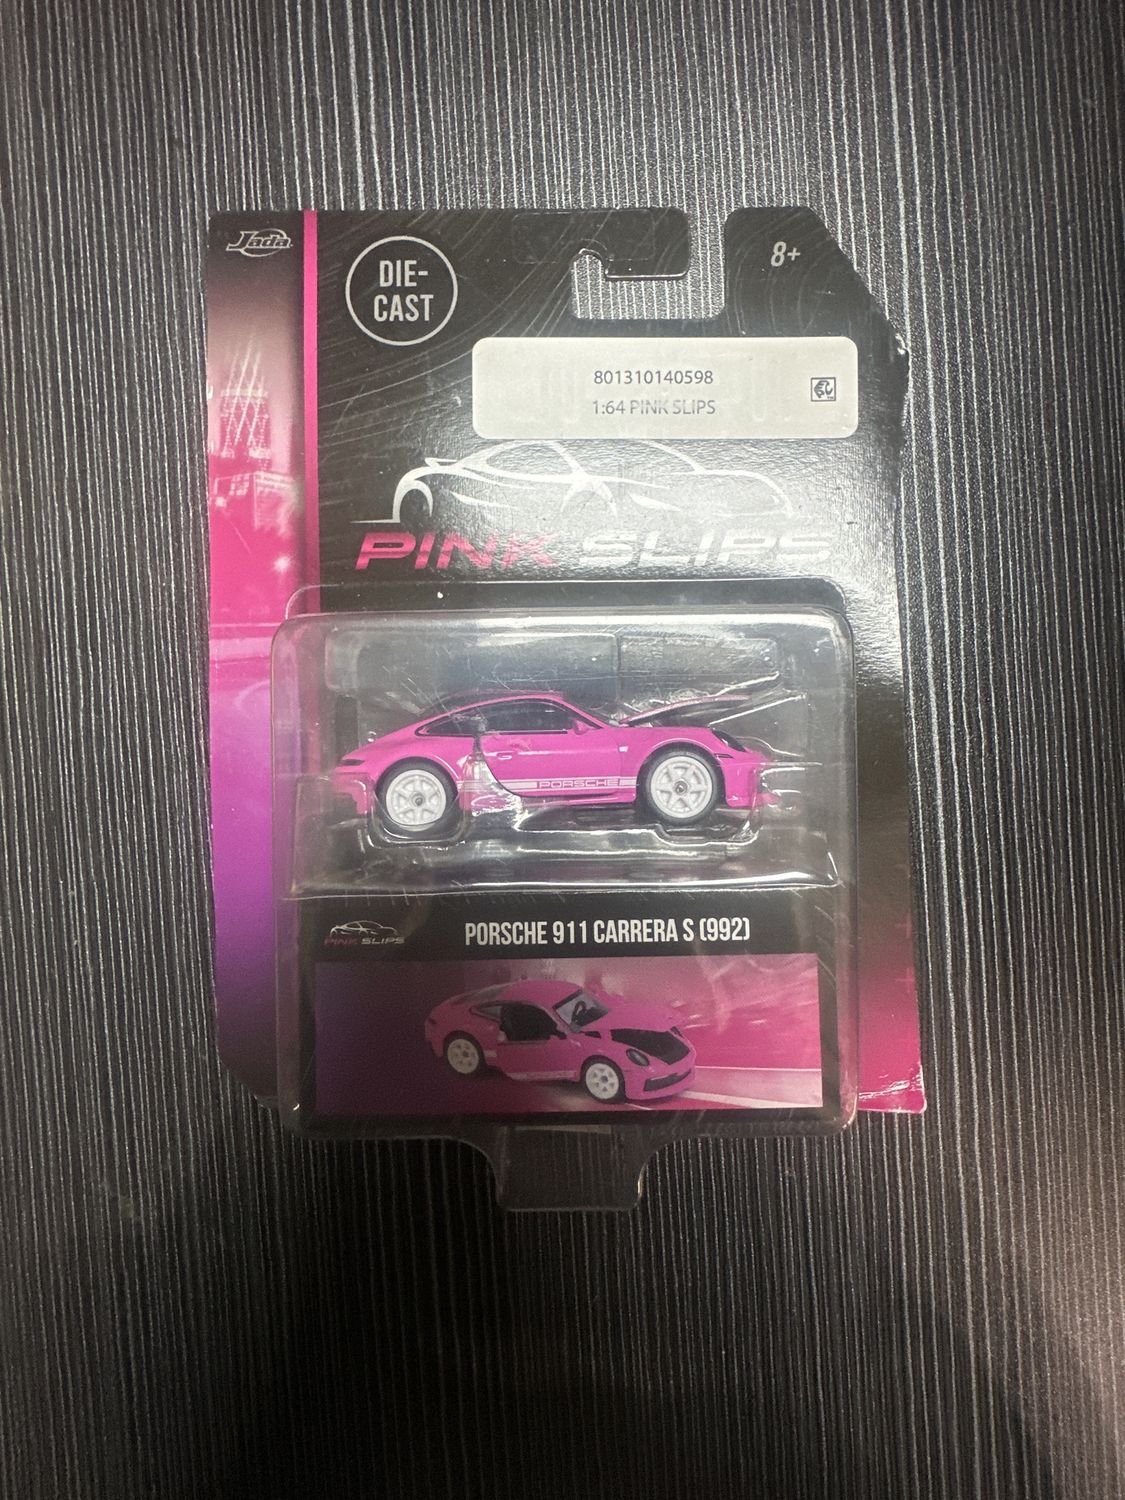 Jada
DIE-
CAST
8+
801310140598
1:64 PINK SLIPS
PINK SLIPS
PORSCHE
PINK SLIPS
PORSCHE 911 CARRERA S (992)